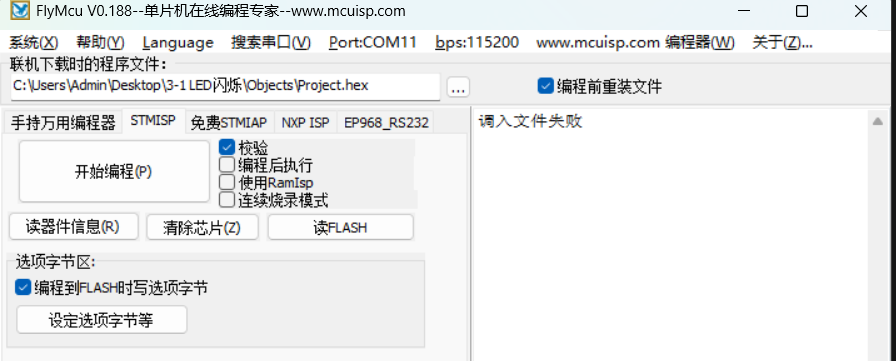 FlyMcu V0.188--单片机在线编程专家--www.mcuisp.com
系统(X) 帮助(Y) Language 搜索串口(V) Port:COM11 bps:115200 www.mcuisp.com 编程器(W) 关于(Z)...
联机下载时的程序文件：
C:\Users\Admin\Desktop\3-1 LED闪烁\Objects\Project.hex ... 编程前重装文件
手持万用编程器 STMISP 免费STMIAP NXP ISP EP968_RS232
调入文件失败
开始编程(P)
校验
编程后执行
使用RamIsp
连续烧录模式
读器件信息(R) 清除芯片(Z) 读FLASH
选项字节区:
编程到FLASH时写选项字节
设定选项字节等